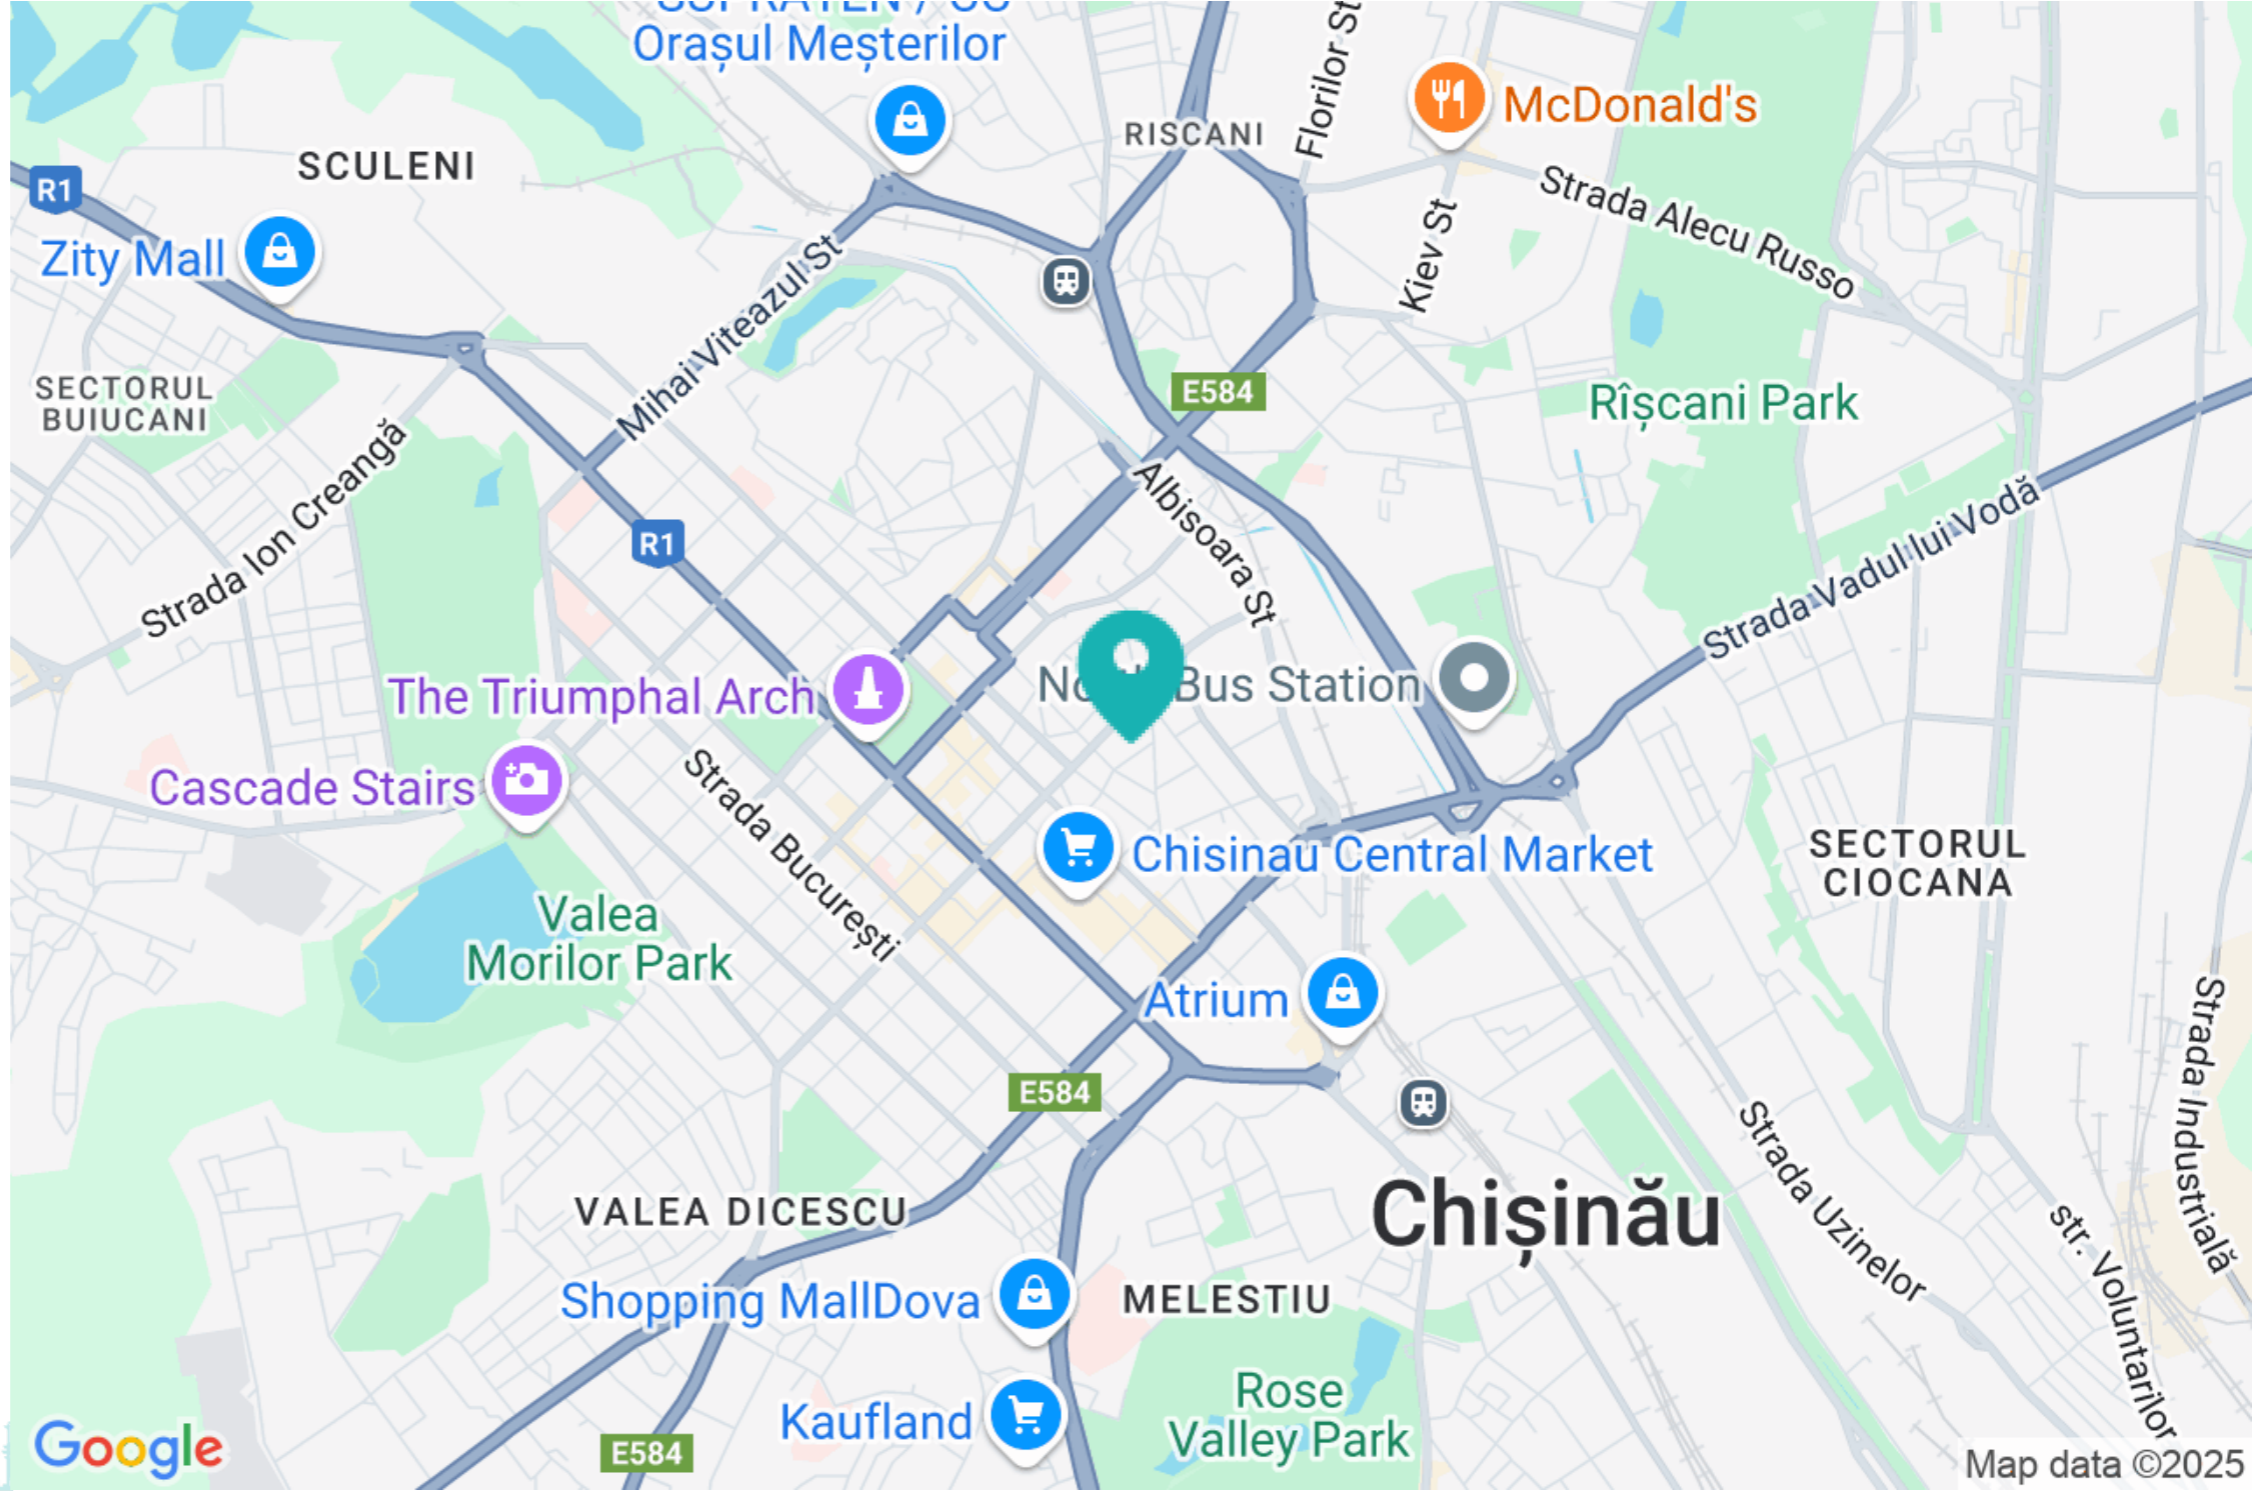 Orașul Meșterilor
Florilor St
McDonald's
RISCANI
SCULENI
R1
Strada Alecu Russo
Zity Mall
Kiev St
Mihai Viteazul St
SECTORUL
BUIUCANI
E584
Rîșcani Park
Strada Ion Creangă
Albisoara St
R1
Strada Vadul lui Vodă
The Triumphal Arch
Bus Station
Cascade Stairs
Strada București
Chisinau Central Market
SECTORUL
CIOCANA
Valea
Morilor Park
Atrium
E584
Strada Industrială
Strada Uzinelor
VALEA DICESCU
Chișinău
str. Voluntarilor
Shopping MallDova
MELESTIU
Rose
Valley Park
Kaufland
E584
Google
Map data ©2025